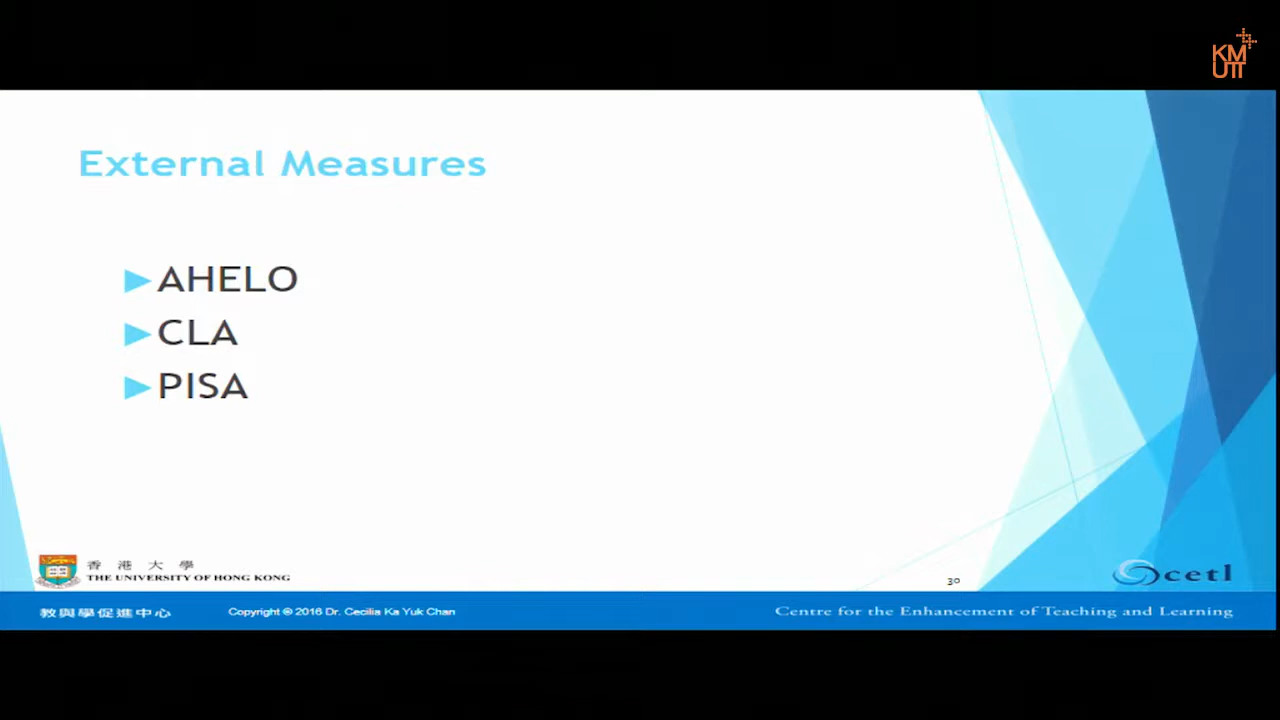 KM
UTT
External Measures
AHELO
CLA
PISA
香港大學
THE UNIVERSITY OF HONG KONG
30
cetl
教與學促進中心
Copyright © 2016 Dr. Cecilia Ka Yuk Chan
Centre for the Enhancement of Teaching and Learning